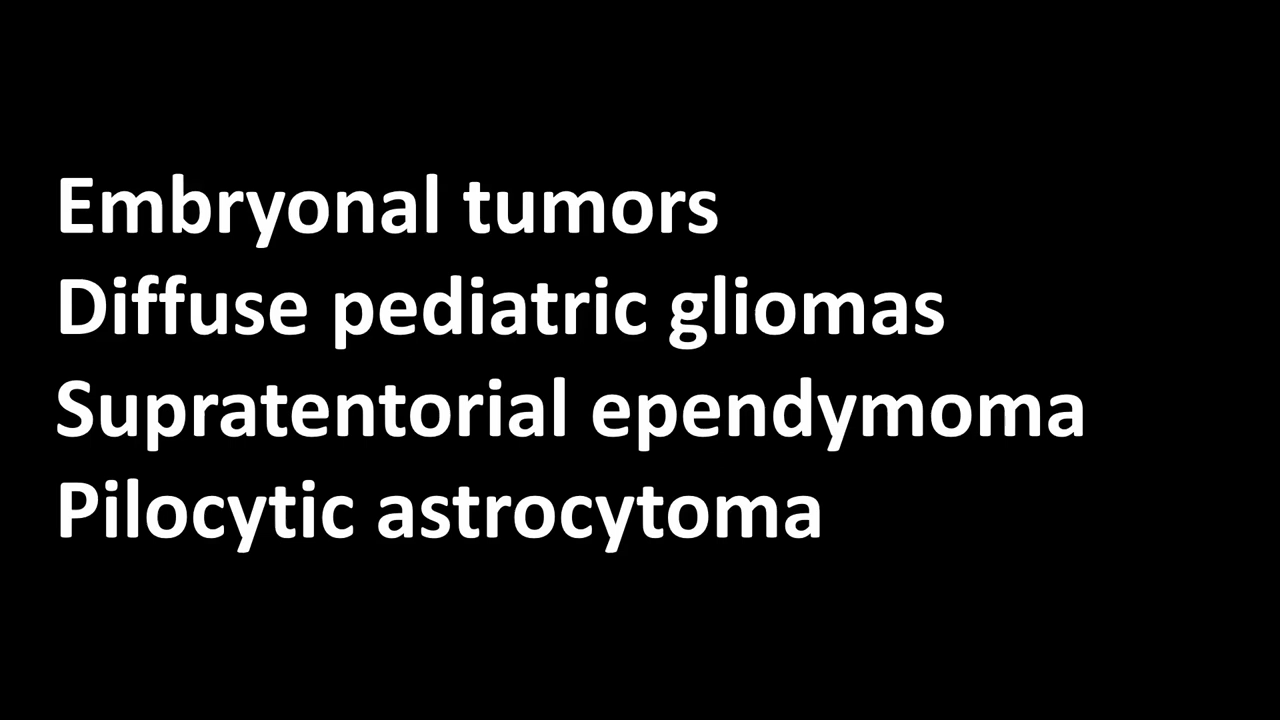 Embryonal tumors
Diffuse pediatric gliomas
Supratentorial ependymoma
Pilocytic astrocytoma